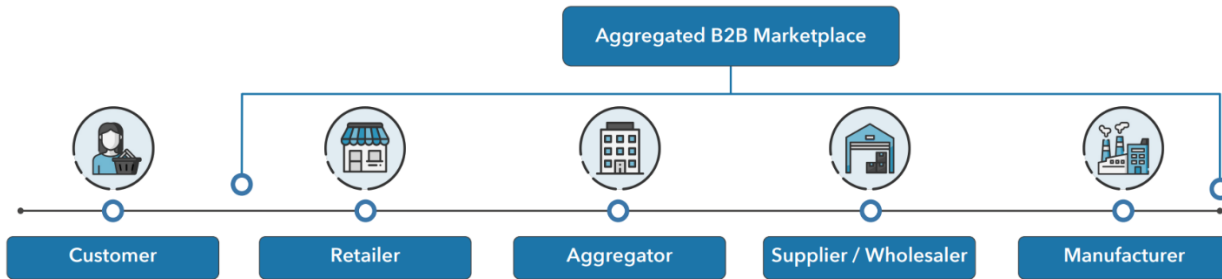 Aggregated B2B Marketplace
Customer
Retailer
Aggregator
Supplier / Wholesaler
Manufacturer